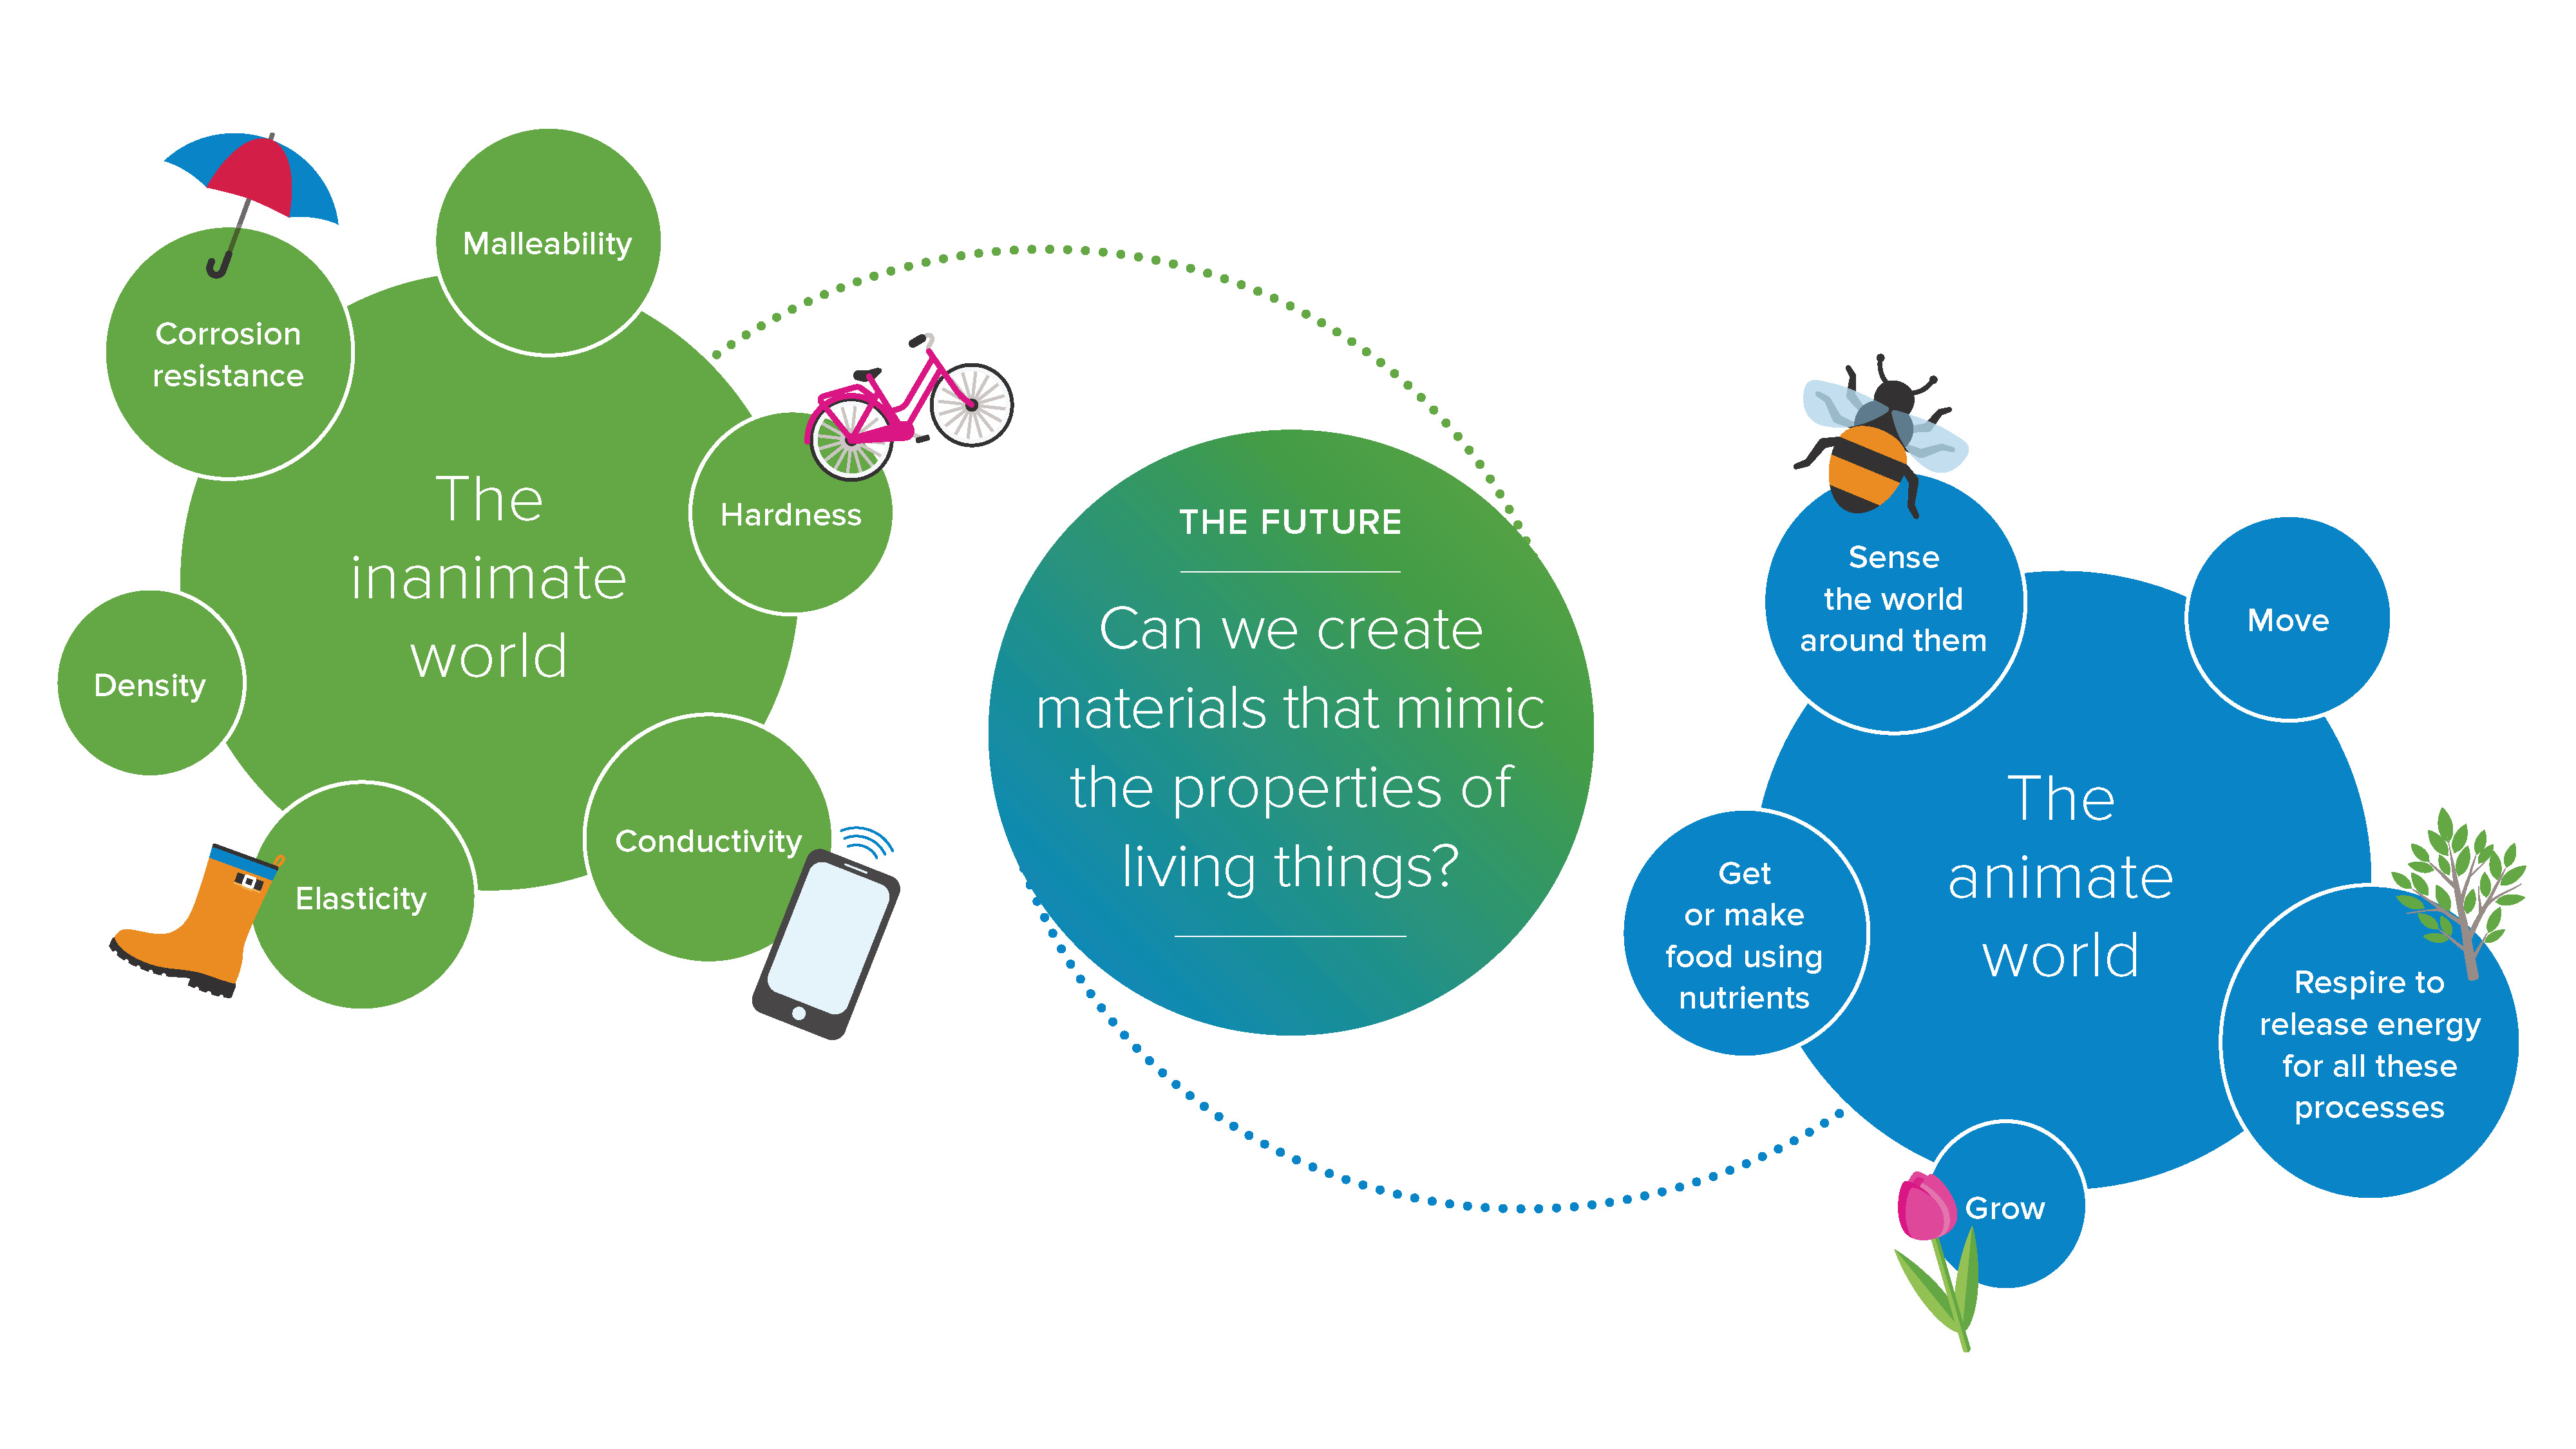 Malleability
Corrosion
resistance
The
inanimate
world
Hardness
Density
Conductivity
Elasticity
THE FUTURE
Can we create
materials that mimic
the properties of
living things?
Sense
the world
around them
Move
The
animate
world
Get
or make
food using
nutrients
Respire to
release energy
for all these
processes
Grow